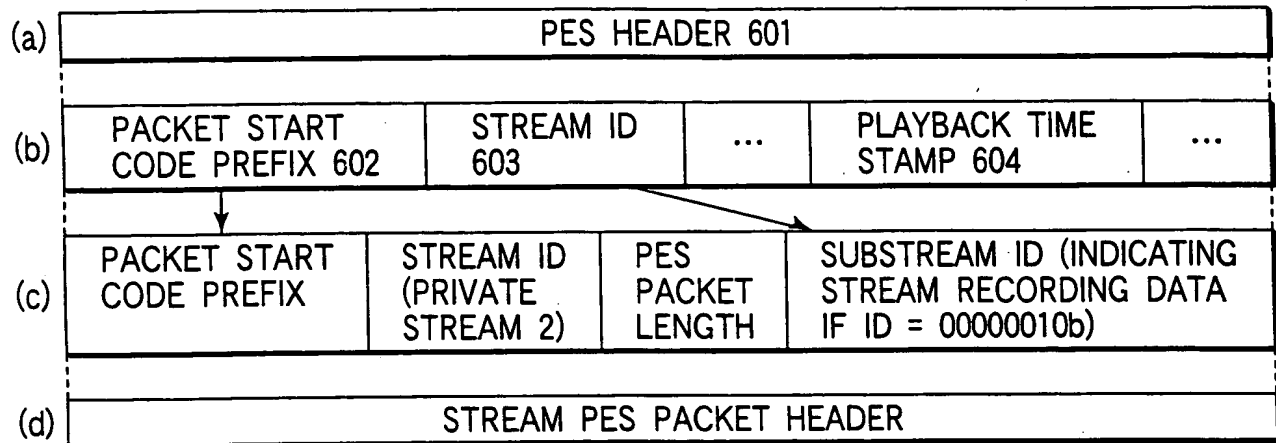 (a) PES HEADER 601
(b) PACKET START
CODE PREFIX 602
STREAM ID
603
...
PLAYBACK TIME
STAMP 604
...
(c) PACKET START
CODE PREFIX
STREAM ID
(PRIVATE
STREAM 2)
PES
PACKET
LENGTH
SUBSTREAM ID (INDICATING
STREAM RECORDING DATA
IF ID = 00000010b)
(d) STREAM PES PACKET HEADER